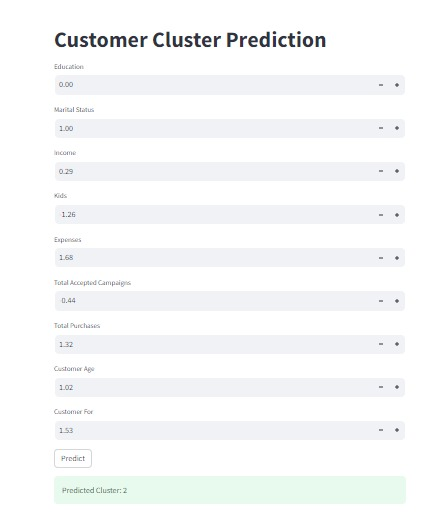 Customer Cluster Prediction
Education
0.00
Marital Status
1.00
Income
0.29
Kids
-1.26
Expenses
1.68
Total Accepted Campaigns
-0.44
Total Purchases
1.32
Customer Age
1.02
Customer For
1.53
Predict
Predicted Cluster: 2